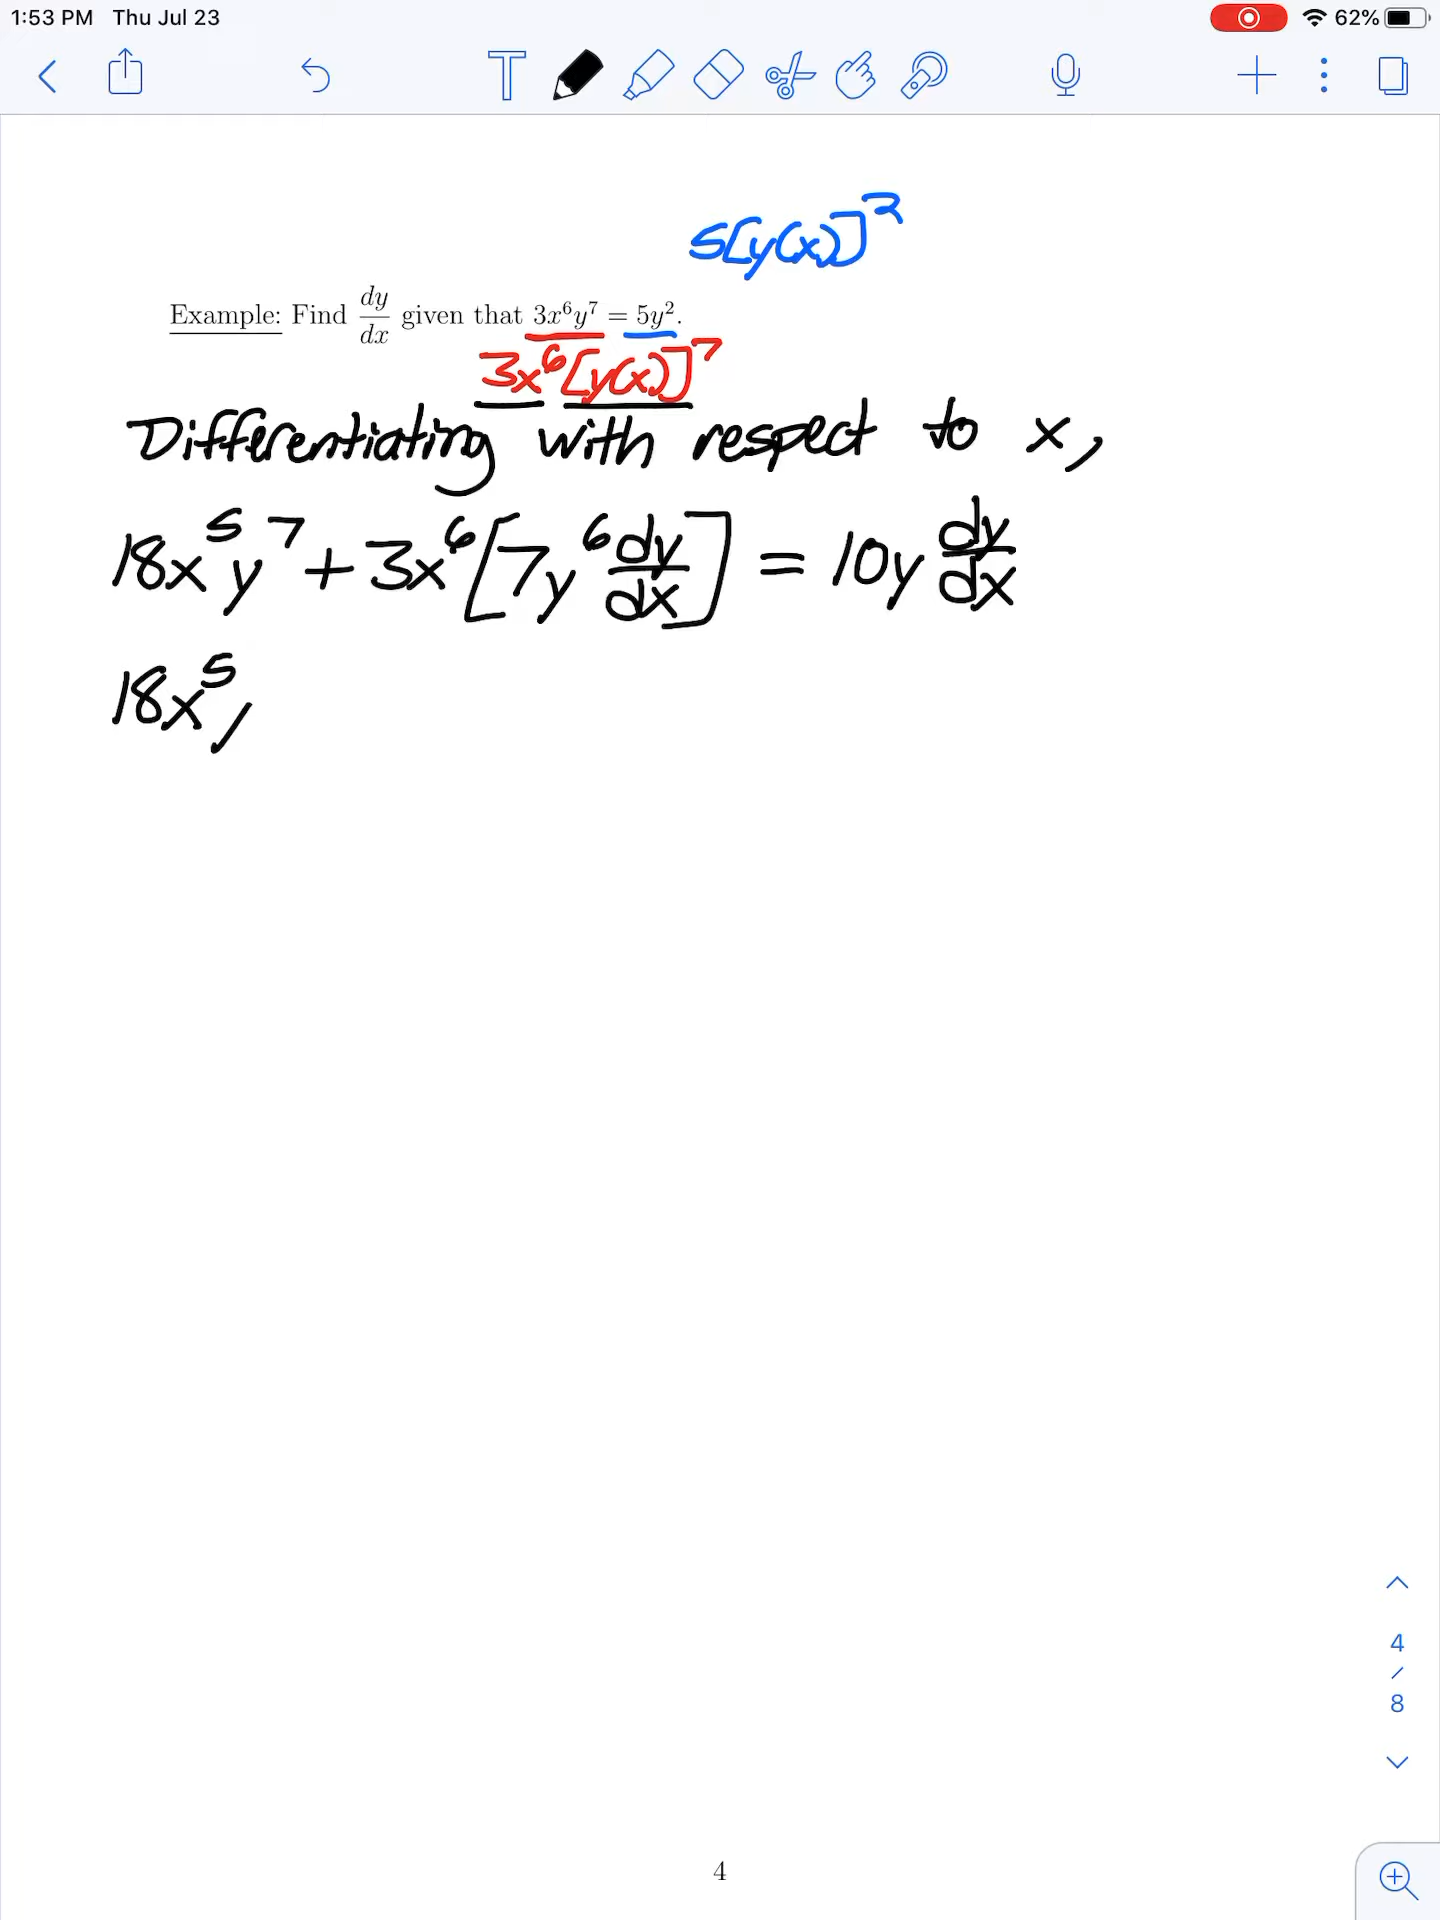 1:53 PM Thu Jul 23 62%
5[y(x)]²
Example: Find dy/dx given that 3x⁶y⁷ = 5y².
3x⁶[y(x)]⁷
Differentiating with respect to x,
18x⁵y⁷ + 3x⁶[7y⁶ dy/dx] = 10y dy/dx
18x⁵
4
/
8
4